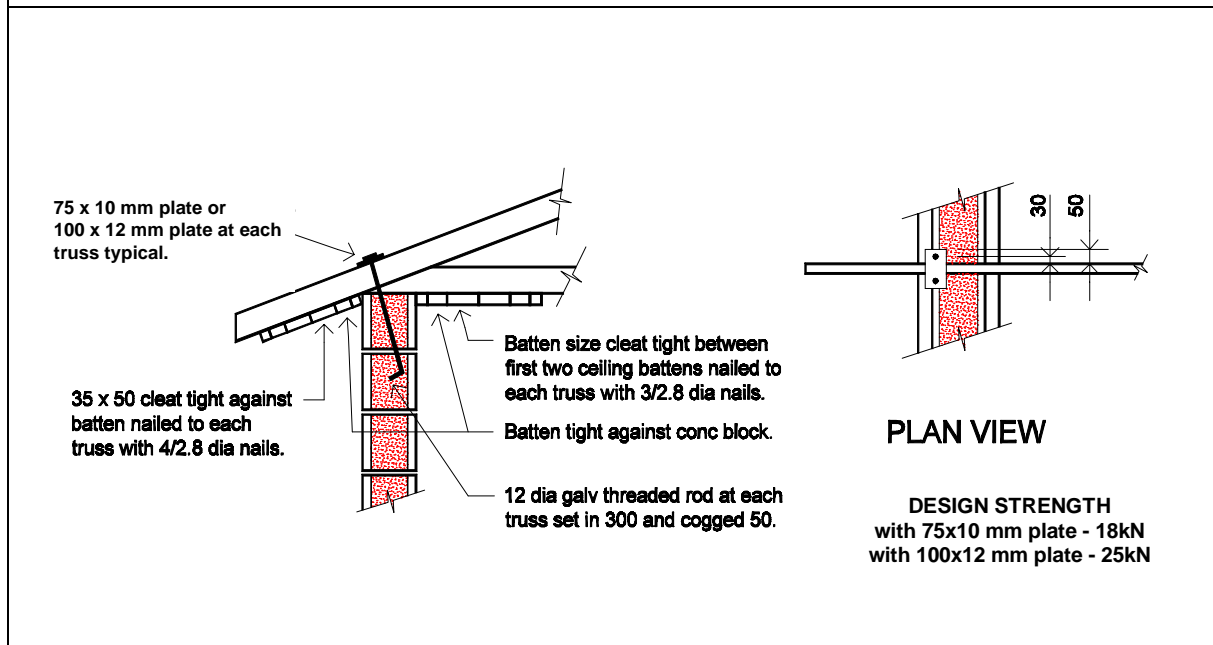 75 x 10 mm plate or
100 x 12 mm plate at each
truss typical.
35 x 50 cleat tight against
batten nailed to each
truss with 4/2.8 dia nails.
Batten size cleat tight between
first two ceiling battens nailed to
each truss with 3/2.8 dia nails.
Batten tight against conc block.
12 dia galv threaded rod at each
truss set in 300 and cogged 50.
30
50
PLAN VIEW
DESIGN STRENGTH
with 75x10 mm plate - 18kN
with 100x12 mm plate - 25kN